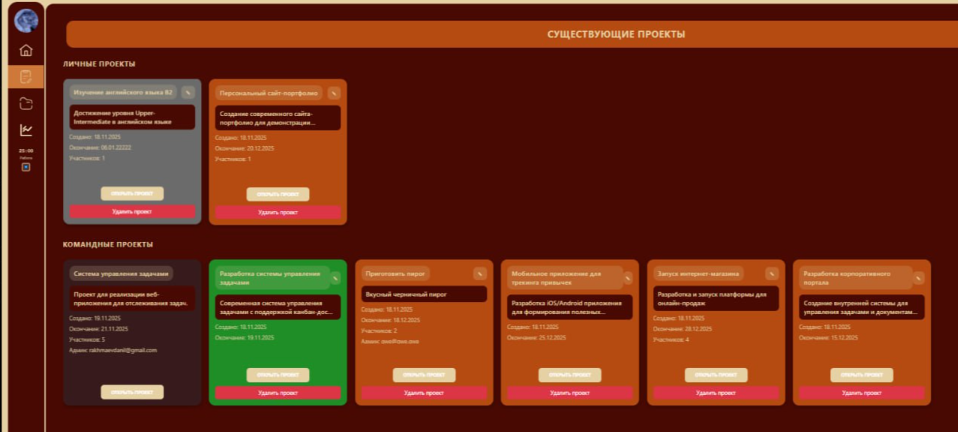 СУЩЕСТВУЮЩИЕ ПРОЕКТЫ
ЛИЧНЫЕ ПРОЕКТЫ
Изучение английского языка B2
Достижение уровня Upper-
Intermediate в английском языке
Создано: 18.11.2025
Окончание: 06.01.22222
Участников: 1
ОТКРЫТЬ ПРОЕКТ
Удалить проект
Персональный сайт-портфолио
Создание современного сайта-
портфолио для демонстрации...
Создано: 18.11.2025
Окончание: 20.12.2025
Участников: 1
ОТКРЫТЬ ПРОЕКТ
Удалить проект
25:00
Работа
КОМАНДНЫЕ ПРОЕКТЫ
Система управления задачами
Проект для реализации веб-
приложения для отслеживания задач.
Создано: 18.11.2025
Окончание: 21.11.2025
Участников: 3
Админ:
ОТКРЫТЬ ПРОЕКТ
Разработка системы управления
задачами
Современная система управления
задачами с поддержкой канбан-дос...
Создано: 18.11.2025
Окончание: 19.11.2025
ОТКРЫТЬ ПРОЕКТ
Удалить проект
Приготовить пирог
Вкусный черничный пирог
Создано: 18.11.2025
Окончание: 18.12.2025
Участников: 2
Админ:
ОТКРЫТЬ ПРОЕКТ
Удалить проект
Мобильное приложение для
трекинга привычек
Разработка iOS/Android приложения
для формирования полезных...
Создано: 18.11.2025
Окончание: 25.12.2025
ОТКРЫТЬ ПРОЕКТ
Удалить проект
Запуск интернет-магазина
Разработка и запуск платформы для
онлайн-продаж
Создано: 18.11.2025
Окончание: 28.12.2025
Участников: 4
ОТКРЫТЬ ПРОЕКТ
Удалить проект
Разработка корпоративного
портала
Создание внутренней системы для
управления задачами и документам...
Создано: 18.11.2025
Окончание: 15.12.2025
ОТКРЫТЬ ПРОЕКТ
Удалить проект